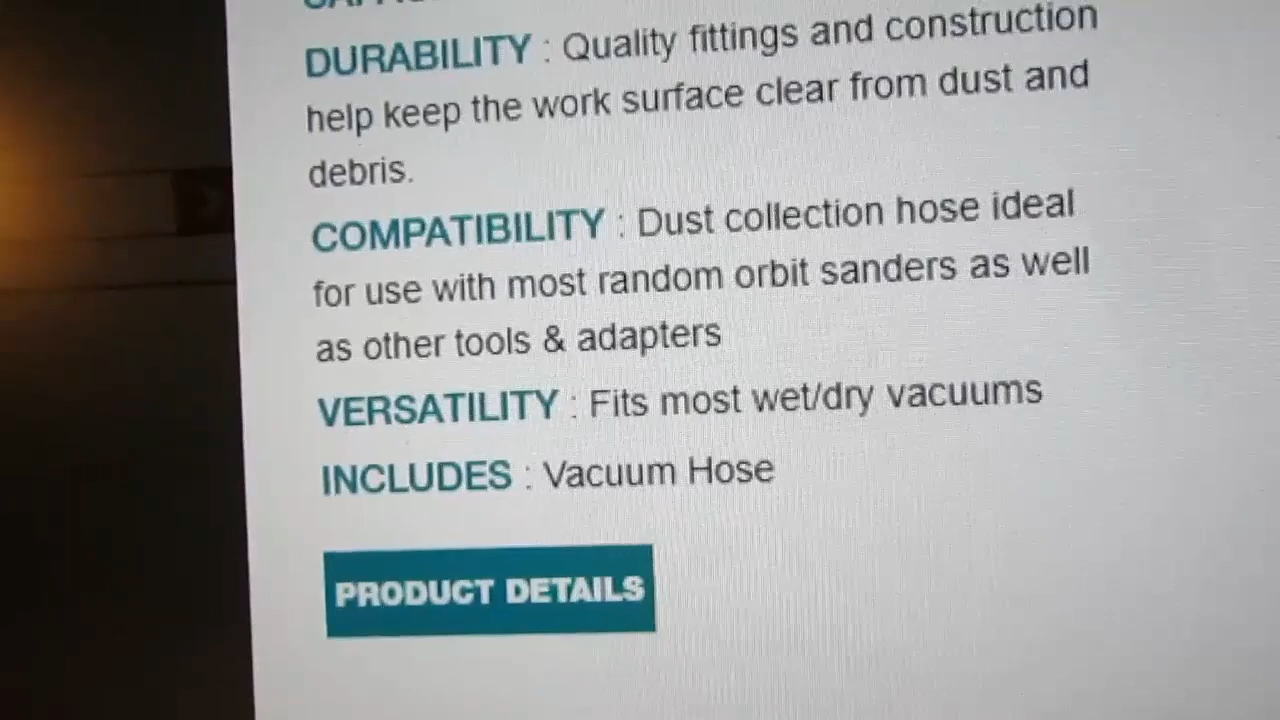 DURABILITY : Quality fittings and construction
help keep the work surface clear from dust and
debris.
COMPATIBILITY : Dust collection hose ideal
for use with most random orbit sanders as well
as other tools & adapters
VERSATILITY : Fits most wet/dry vacuums
INCLUDES : Vacuum Hose
PRODUCT DETAILS